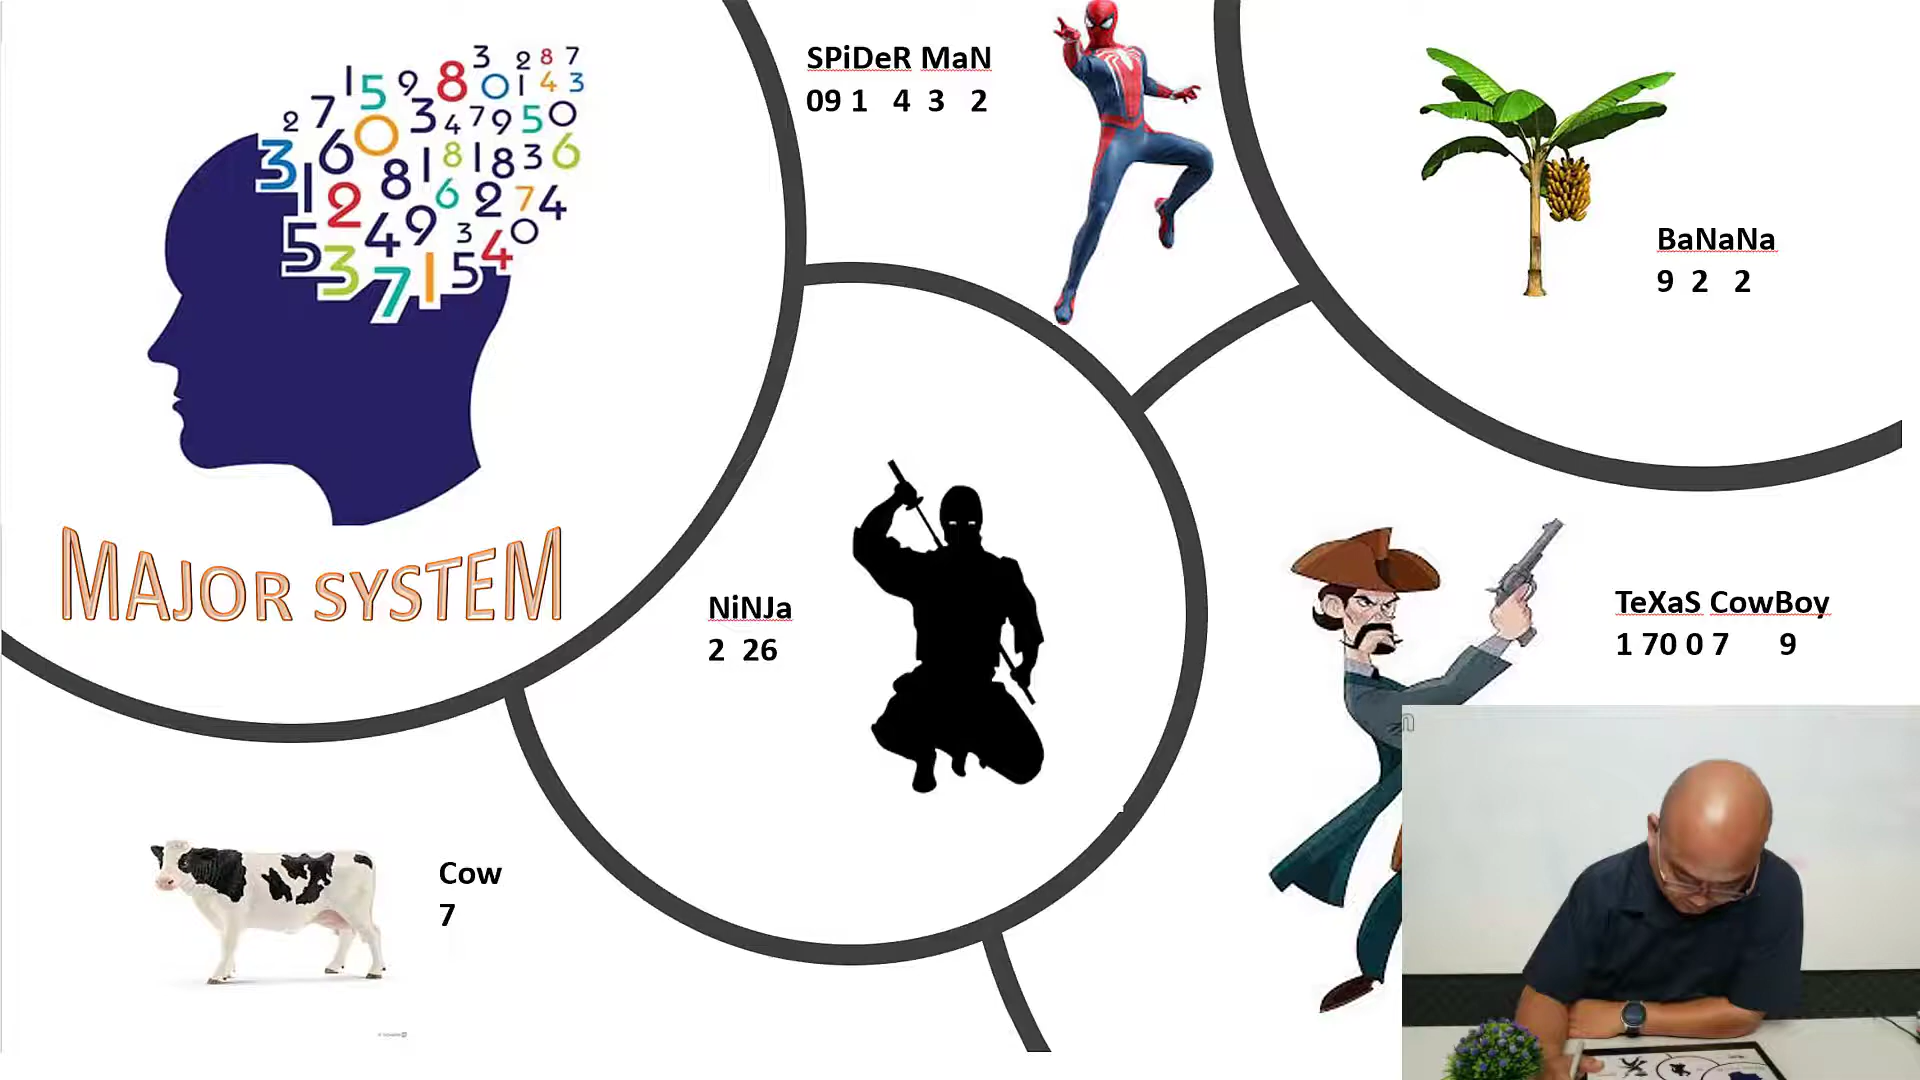 SPiDeR MaN
09 1 4 3 2
BaNaNa
9 2 2
MAJOR SYSTEM
NiNJa
2 26
TeXaS CowBoy
1 70 0 7 9
Cow
7